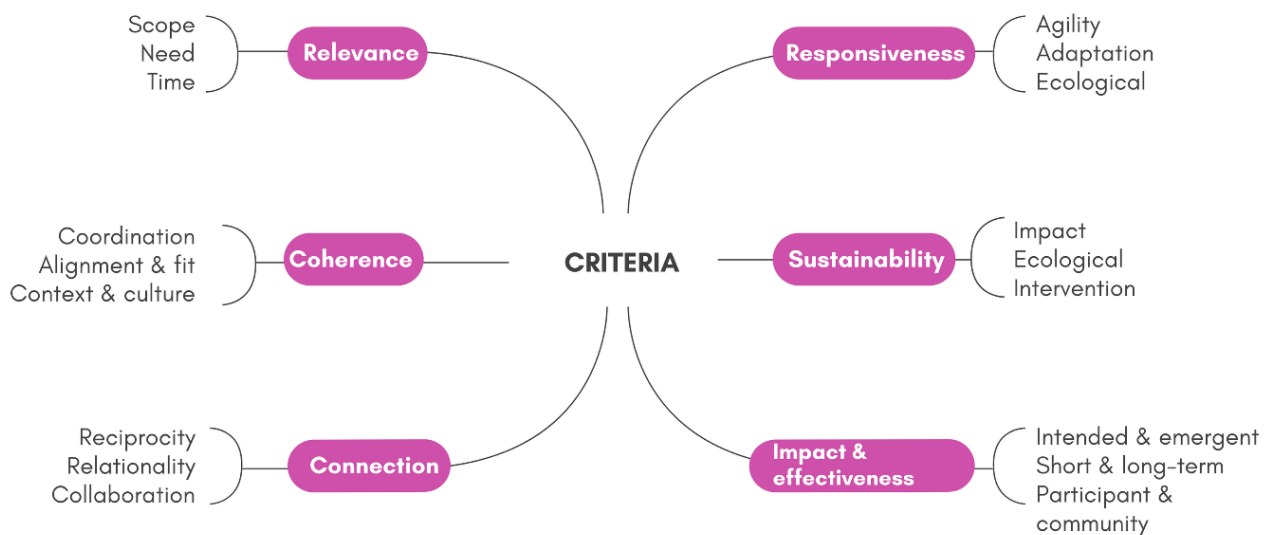 Scope
Need
Time
Relevance
Coordination
Alignment & fit
Context & culture
Coherence
Reciprocity
Relationality
Collaboration
Connection
CRITERIA
Responsiveness
Agility
Adaptation
Ecological
Sustainability
Impact
Ecological
Intervention
Impact &
effectiveness
Intended & emergent
Short & long-term
Participant &
community